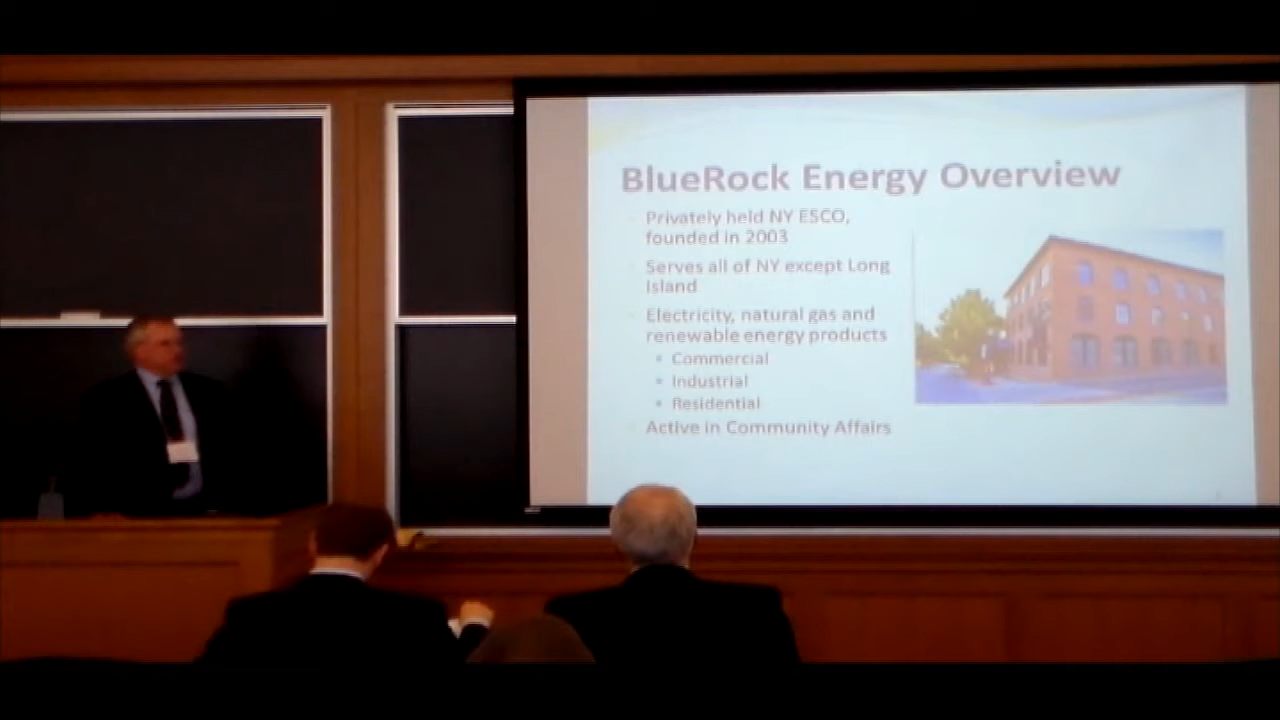 BlueRock Energy Overview
Privately held NY ESCO,
founded in 2003
Serves all of NY except Long
Island
Electricity, natural gas and
renewable energy products
Commercial
Industrial
Residential
Active in Community Affairs